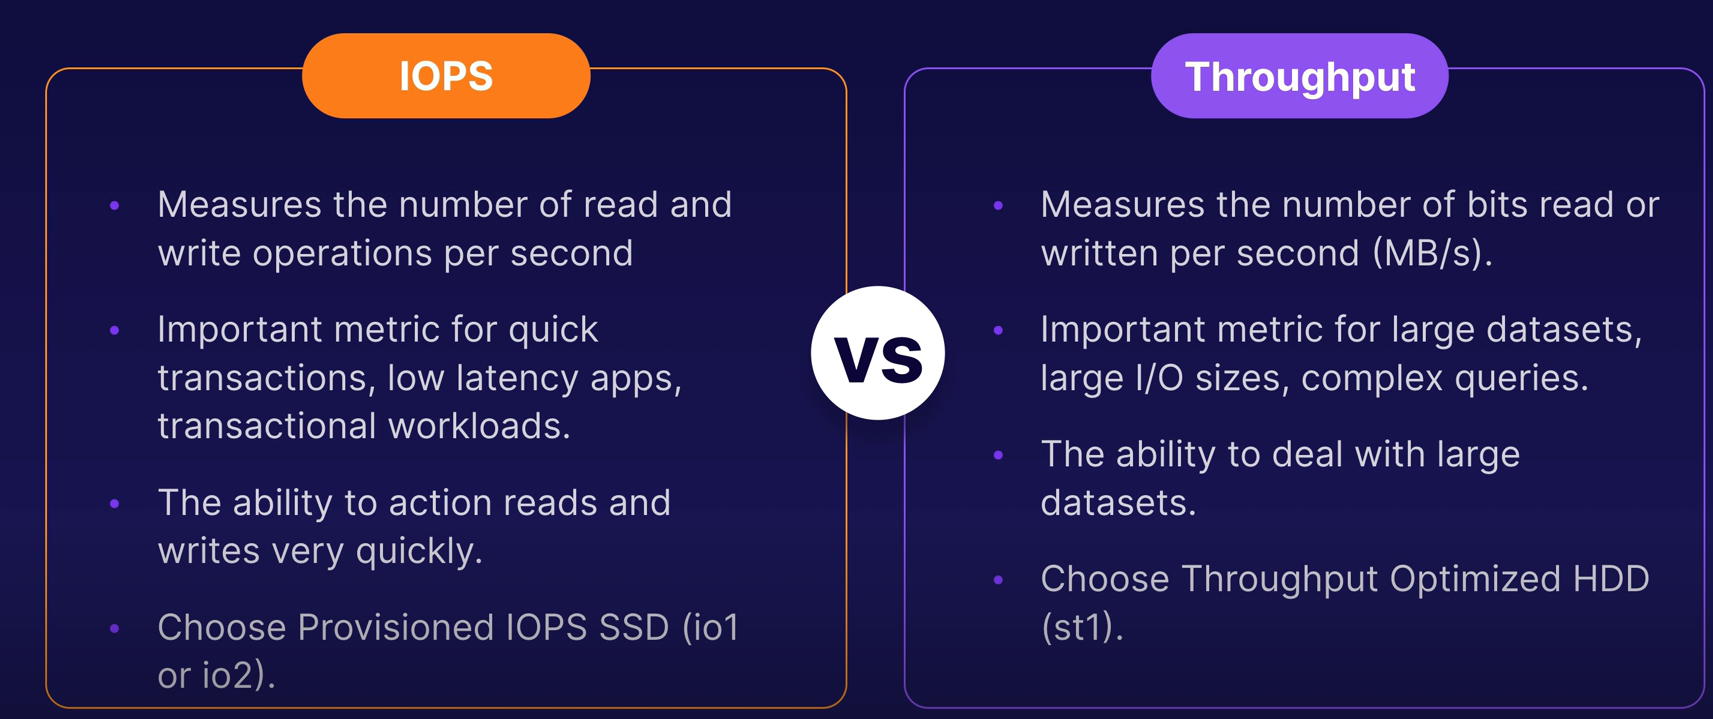 IOPS
• Measures the number of read and
write operations per second
• Important metric for quick
transactions, low latency apps,
transactional workloads.
• The ability to action reads and
writes very quickly.
• Choose Provisioned IOPS SSD (io1
or io2).
VS
Throughput
• Measures the number of bits read or
written per second (MB/s).
• Important metric for large datasets,
large I/O sizes, complex queries.
• The ability to deal with large
datasets.
• Choose Throughput Optimized HDD
(st1).